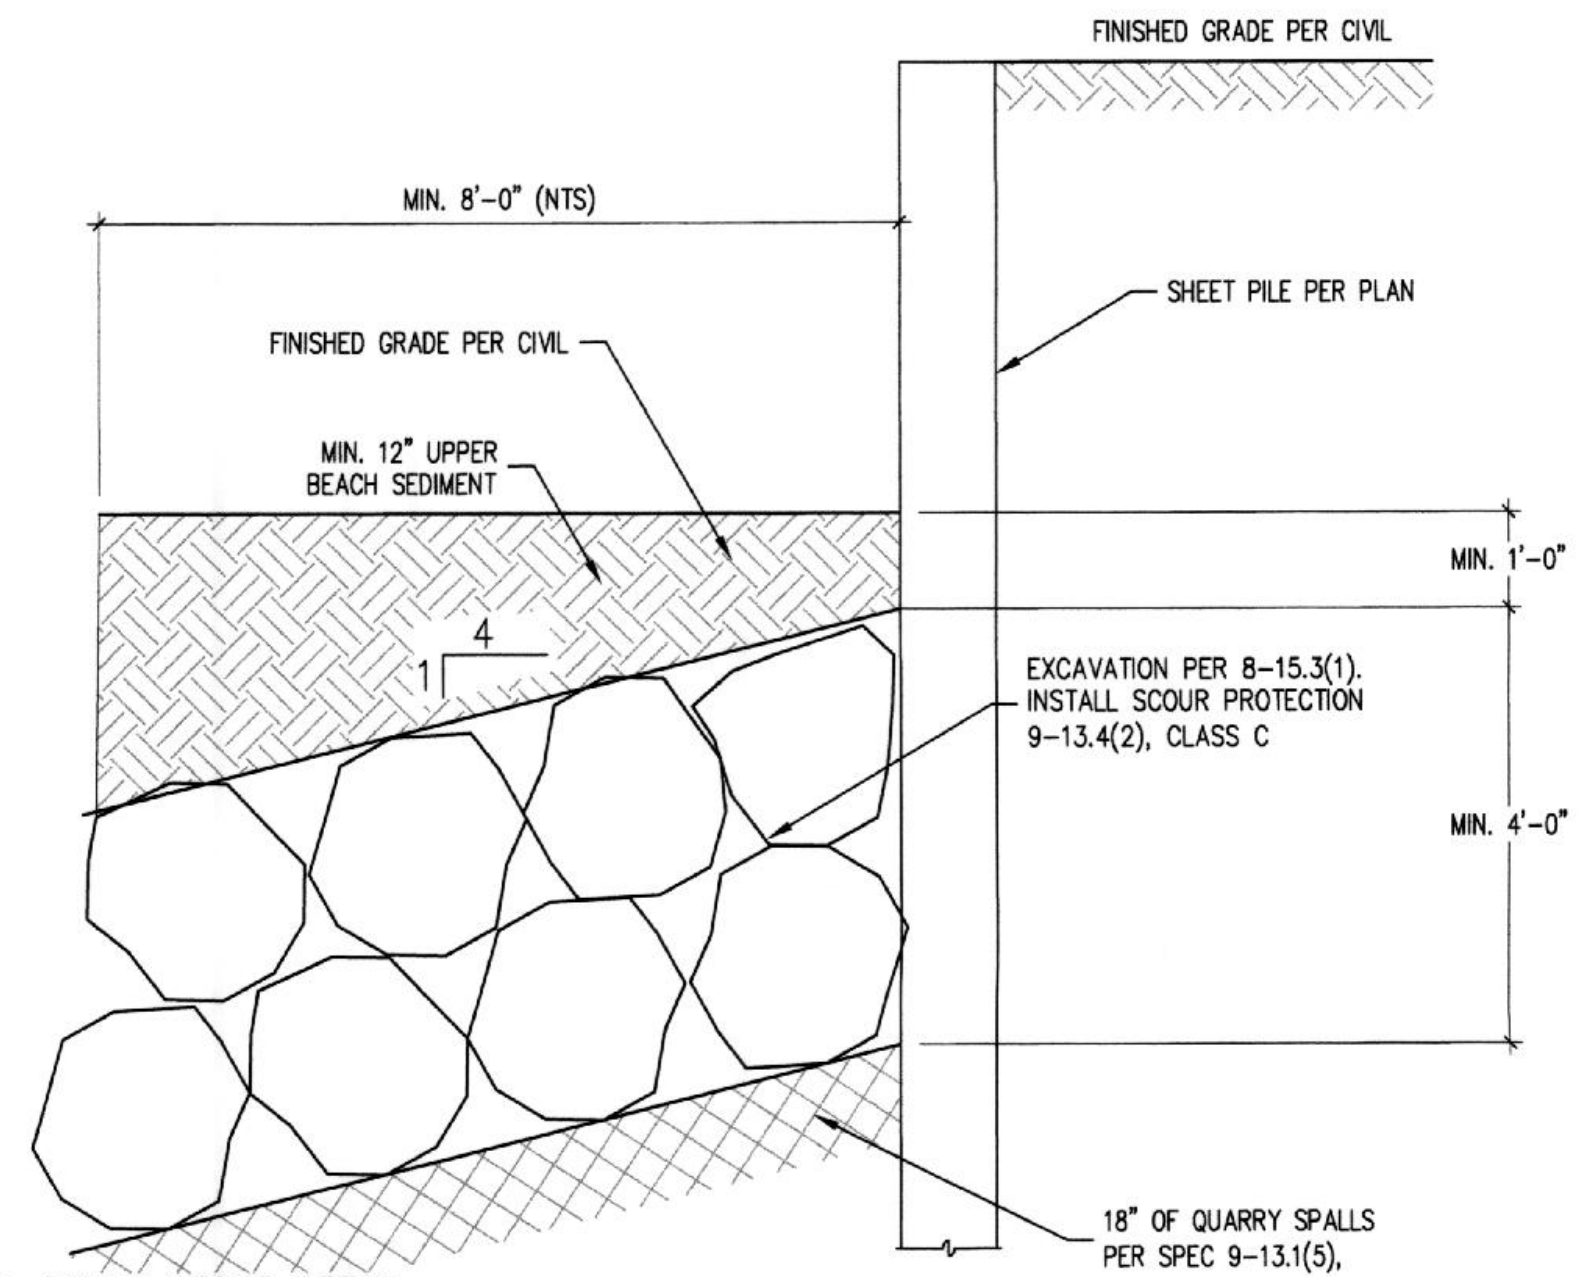 FINISHED GRADE PER CIVIL
MIN. 8'-0" (NTS)
SHEET PILE PER PLAN
FINISHED GRADE PER CIVIL
MIN. 12" UPPER
BEACH SEDIMENT
MIN. 1'-0"
4
1
EXCAVATION PER 8-15.3(1).
INSTALL SCOUR PROTECTION
9-13.4(2), CLASS C
MIN. 4'-0"
18" OF QUARRY SPALLS
PER SPEC 9-13.1(5),